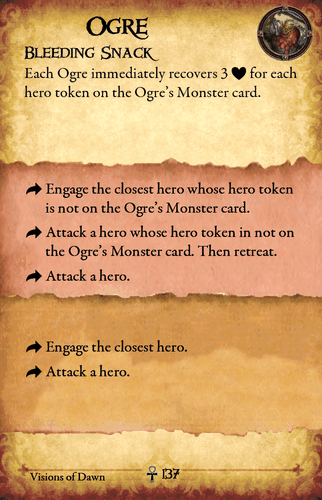 Ogre
Bleeding Snack
Each Ogre immediately recovers 3 ♥ for each
hero token on the Ogre's Monster card.
Engage the closest hero whose hero token
is not on the Ogre's Monster card.
Attack a hero whose hero token in not on
the Ogre's Monster card. Then retreat.
Attack a hero.
Engage the closest hero.
Attack a hero.
Visions of Dawn
☥ 137